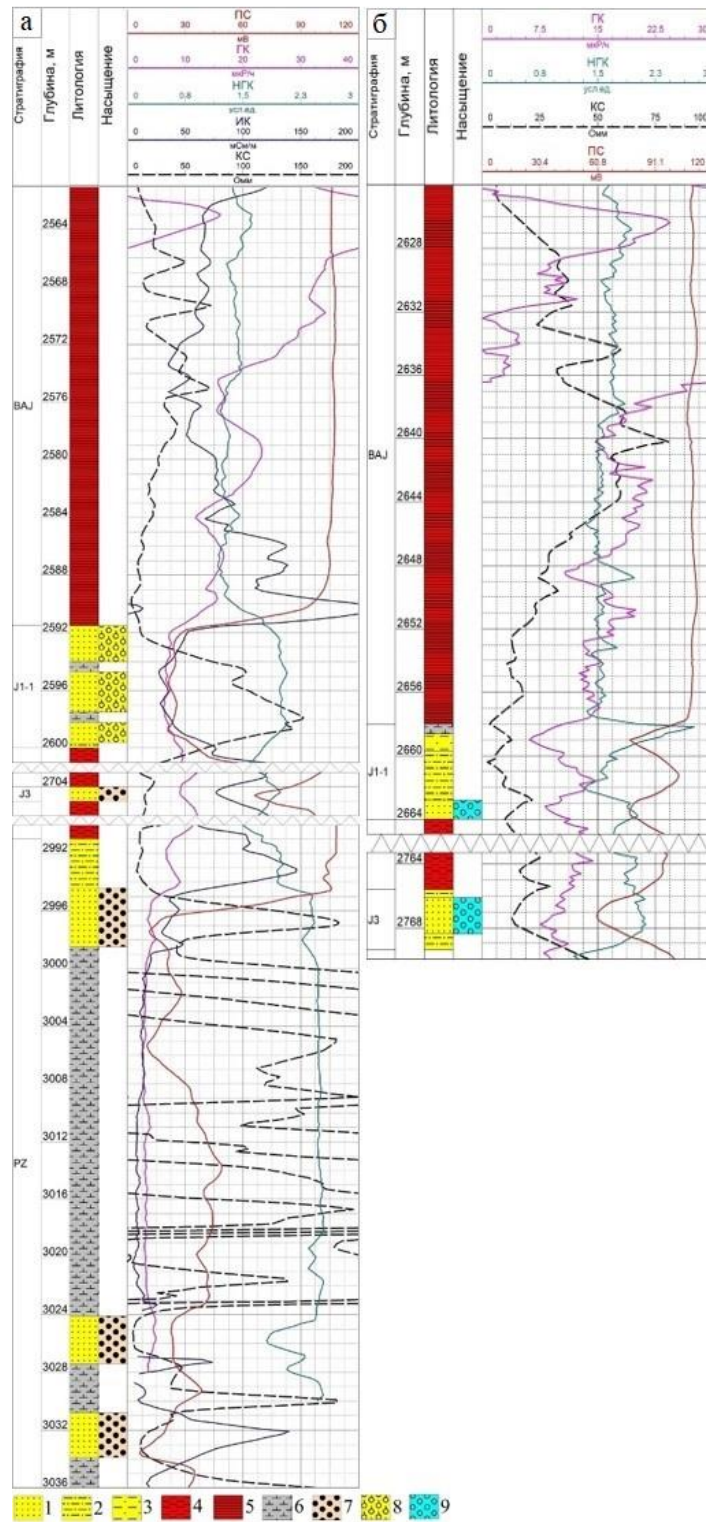 а
Стратиграфия
Глубина, м
Литология
Насыщение
ПС
0 30 60 90 120
мВ
ГК
0 10 20 30 40
мкР/ч
НГК
0 0,8 1,5 2,3 3
усл.ед.
ИК
0 50 100 150 200
мСм/м
КС
0 50 100 150 200
Омм
2564
2568
2572
BAJ
2576
2580
2584
2588
2592
J1-1
2596
2600
2704
J3
2992
2996
3000
3004
3008
3012
PZ
3016
3020
3024
3028
3032
3036
б
Стратиграфия
Глубина, м
Литология
Насыщение
ГК
0 7.5 15 22.5 30
мкР/ч
НГК
0 0,8 1,5 2.3 3
усл.ед.
КС
0 25 50 75 100
Омм
ПС
0 30.4 60.8 91.1 120
мВ
2628
2632
2636
BAJ
2640
2644
2648
2652
2656
J1-1
2660
2664
2764
J3
2768
1 2 3 4 5 6 7 8 9